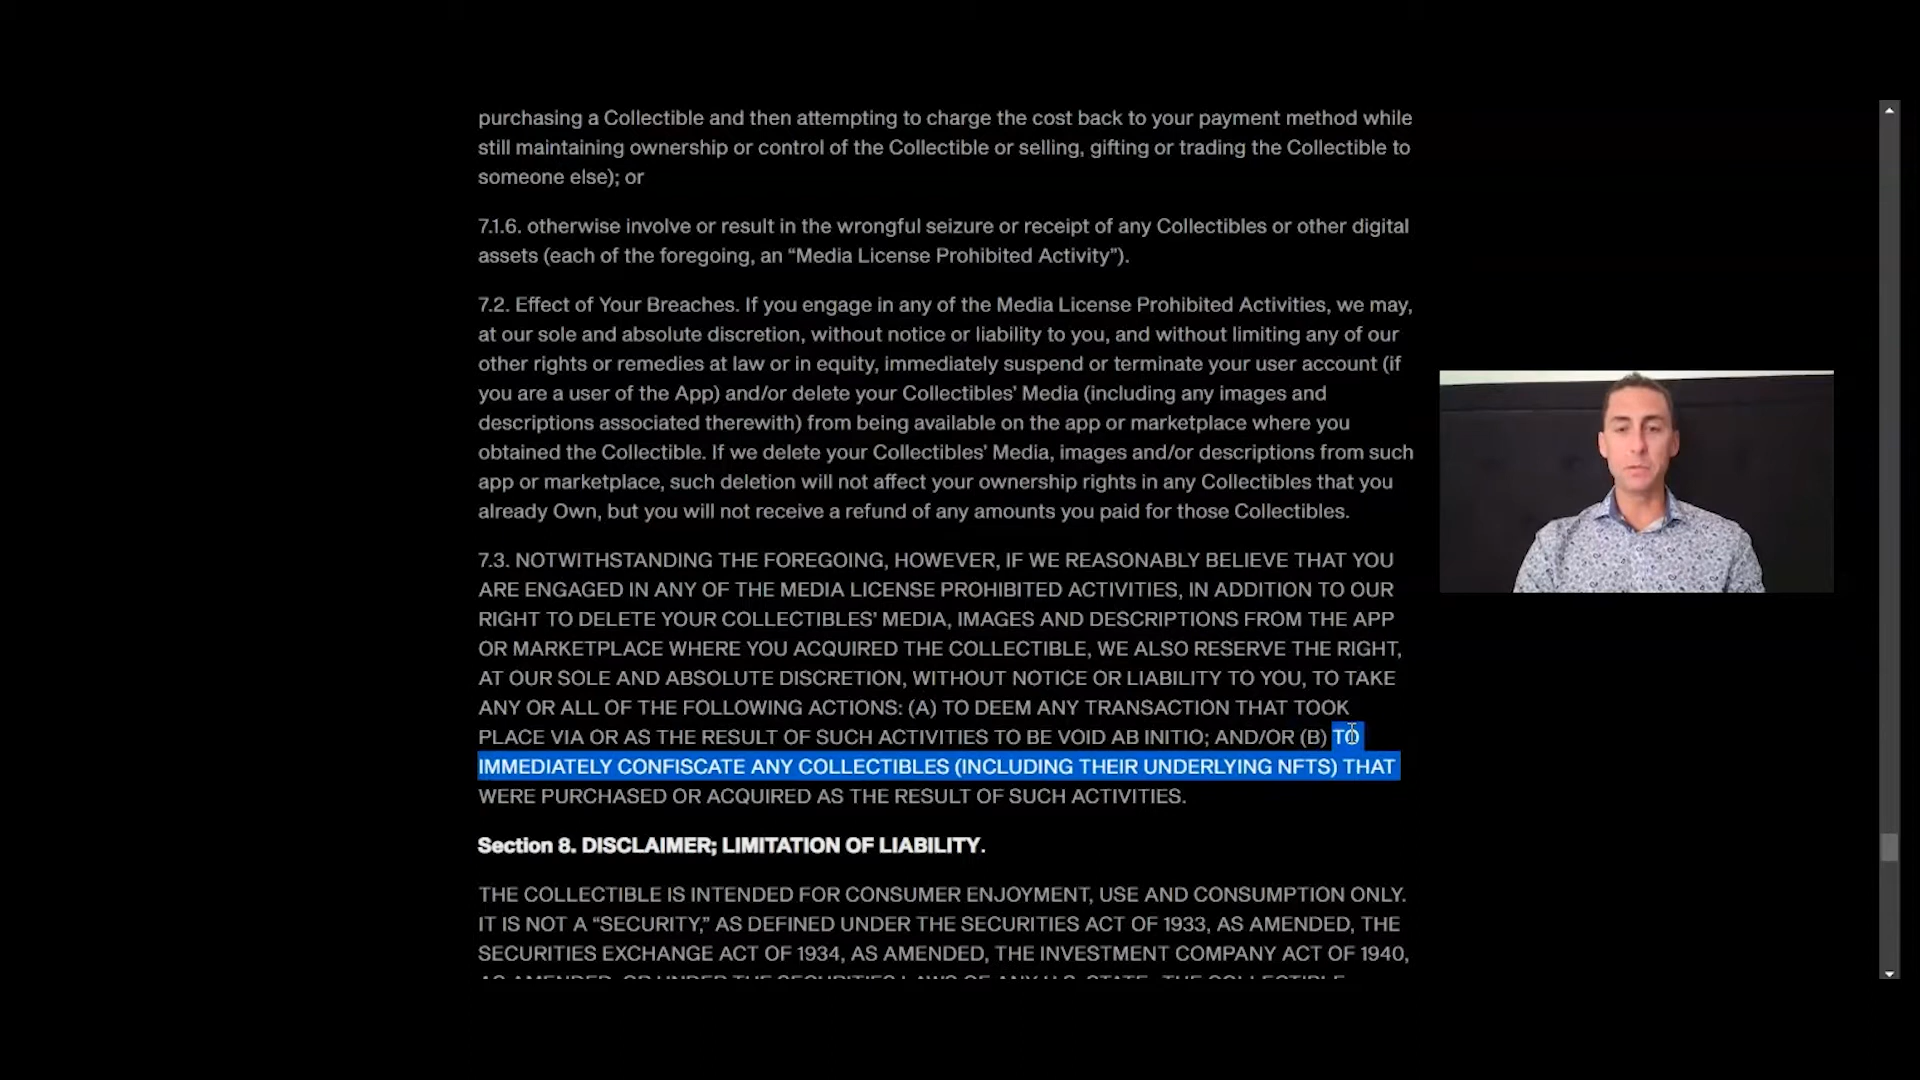 purchasing a Collectible and then attempting to charge the cost back to your payment method while
still maintaining ownership or control of the Collectible or selling, gifting or trading the Collectible to
someone else); or
7.1.6. otherwise involve or result in the wrongful seizure or receipt of any Collectibles or other digital
assets (each of the foregoing, an “Media License Prohibited Activity”).
7.2. Effect of Your Breaches. If you engage in any of the Media License Prohibited Activities, we may,
at our sole and absolute discretion, without notice or liability to you, and without limiting any of our
other rights or remedies at law or in equity, immediately suspend or terminate your user account (if
you are a user of the App) and/or delete your Collectibles’ Media (including any images and
descriptions associated therewith) from being available on the app or marketplace where you
obtained the Collectible. If we delete your Collectibles’ Media, images and/or descriptions from such
app or marketplace, such deletion will not affect your ownership rights in any Collectibles that you
already Own, but you will not receive a refund of any amounts you paid for those Collectibles.
7.3. NOTWITHSTANDING THE FOREGOING, HOWEVER, IF WE REASONABLY BELIEVE THAT YOU
ARE ENGAGED IN ANY OF THE MEDIA LICENSE PROHIBITED ACTIVITIES, IN ADDITION TO OUR
RIGHT TO DELETE YOUR COLLECTIBLES’ MEDIA, IMAGES AND DESCRIPTIONS FROM THE APP
OR MARKETPLACE WHERE YOU ACQUIRED THE COLLECTIBLE, WE ALSO RESERVE THE RIGHT,
AT OUR SOLE AND ABSOLUTE DISCRETION, WITHOUT NOTICE OR LIABILITY TO YOU, TO TAKE
ANY OR ALL OF THE FOLLOWING ACTIONS: (A) TO DEEM ANY TRANSACTION THAT TOOK
PLACE VIA OR AS THE RESULT OF SUCH ACTIVITIES TO BE VOID AB INITIO; AND/OR (B) TO
IMMEDIATELY CONFISCATE ANY COLLECTIBLES (INCLUDING THEIR UNDERLYING NFTS) THAT
WERE PURCHASED OR ACQUIRED AS THE RESULT OF SUCH ACTIVITIES.
Section 8. DISCLAIMER; LIMITATION OF LIABILITY.
THE COLLECTIBLE IS INTENDED FOR CONSUMER ENJOYMENT, USE AND CONSUMPTION ONLY.
IT IS NOT A “SECURITY,” AS DEFINED UNDER THE SECURITIES ACT OF 1933, AS AMENDED, THE
SECURITIES EXCHANGE ACT OF 1934, AS AMENDED, THE INVESTMENT COMPANY ACT OF 1940,
AS AMENDED, OR UNDER THE SECURITIES LAWS OF ANY U.S. STATE. THE COLLECTIBLE